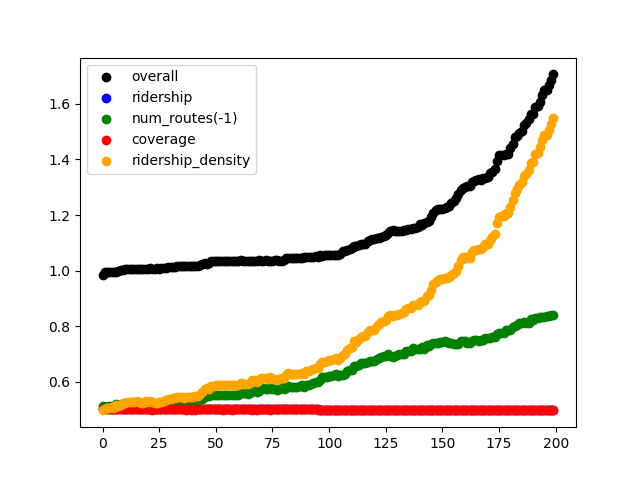 overall
ridership
num_routes(-1)
coverage
ridership_density
1.6
1.4
1.2
1.0
0.8
0.6
0 25 50 75 100 125 150 175 200